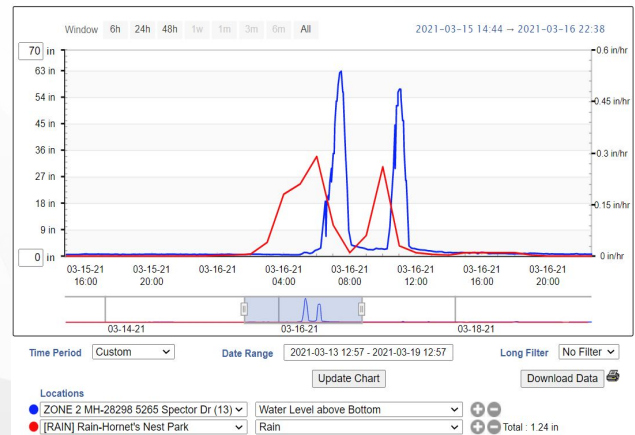 Window 6h 24h 48h 1w 1m 3m 6m All 2021-03-15 14:44 → 2021-03-16 22:38
70 in 0.6 in/hr
63 in
54 in 0.45 in/hr
45 in
36 in 0.3 in/hr
27 in
18 in 0.15 in/hr
9 in
0 in 0 in/hr
03-15-21 03-15-21 03-16-21 03-16-21 03-16-21 03-16-21 03-16-21 03-16-21
16:00 20:00 04:00 08:00 12:00 16:00 20:00
03-14-21 03-16-21 03-18-21
Time Period Custom Date Range 2021-03-13 12:57 - 2021-03-19 12:57 Long Filter No Filter
Update Chart Download Data
Locations
ZONE 2 MH-28298 5265 Spector Dr (13) Water Level above Bottom
[RAIN] Rain-Hornet's Nest Park Rain Total : 1.24 in